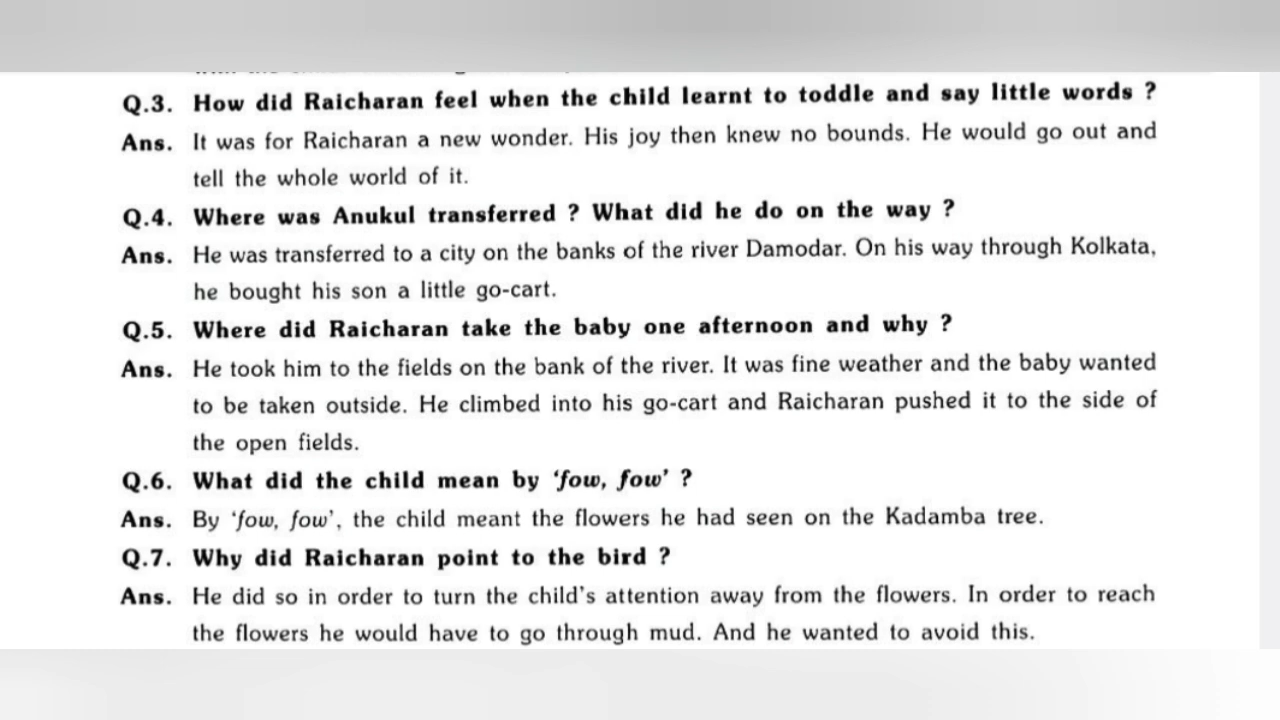 Q.3. How did Raicharan feel when the child learnt to toddle and say little words ?
Ans. It was for Raicharan a new wonder. His joy then knew no bounds. He would go out and
tell the whole world of it.
Q.4. Where was Anukul transferred ? What did he do on the way ?
Ans. He was transferred to a city on the banks of the river Damodar. On his way through Kolkata,
he bought his son a little go-cart.
Q.5. Where did Raicharan take the baby one afternoon and why ?
Ans. He took him to the fields on the bank of the river. It was fine weather and the baby wanted
to be taken outside. He climbed into his go-cart and Raicharan pushed it to the side of
the open fields.
Q.6. What did the child mean by ‘fow, fow’ ?
Ans. By ‘fow, fow’, the child meant the flowers he had seen on the Kadamba tree.
Q.7. Why did Raicharan point to the bird ?
Ans. He did so in order to turn the child's attention away from the flowers. In order to reach
the flowers he would have to go through mud. And he wanted to avoid this.